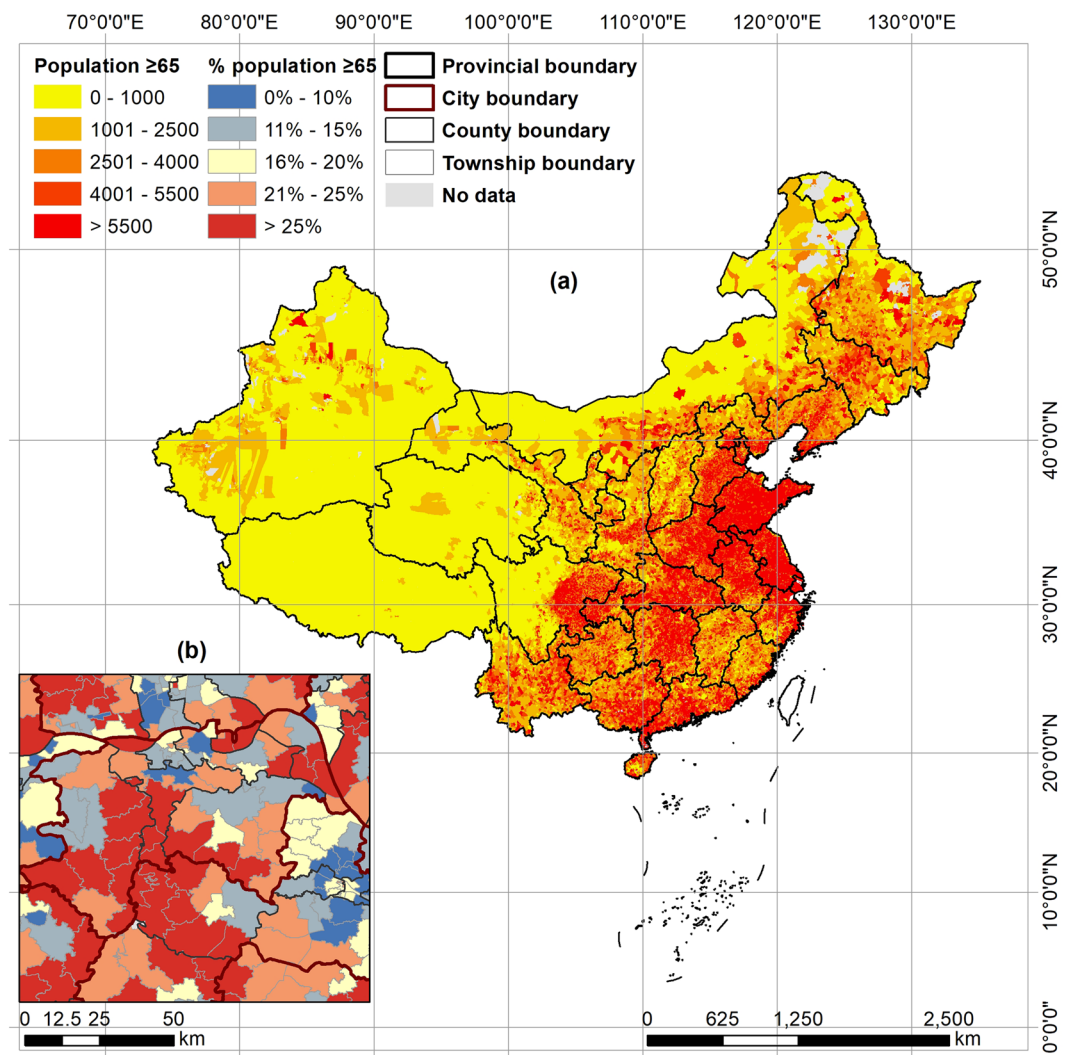 70°0'0"E 80°0'0"E 90°0'0"E 100°0'0"E 110°0'0"E 120°0'0"E 130°0'0"E
Population ≥65
0 - 1000
1001 - 2500
2501 - 4000
4001 - 5500
> 5500
% population ≥65
0% - 10%
11% - 15%
16% - 20%
21% - 25%
> 25%
Provincial boundary
City boundary
County boundary
Township boundary
No data
(a)
50°0'0"N
40°0'0"N
30°0'0"N
20°0'0"N
10°0'0"N
0°0'0"
(b)
0 12.5 25 50
km
0 625 1,250 2,500
km